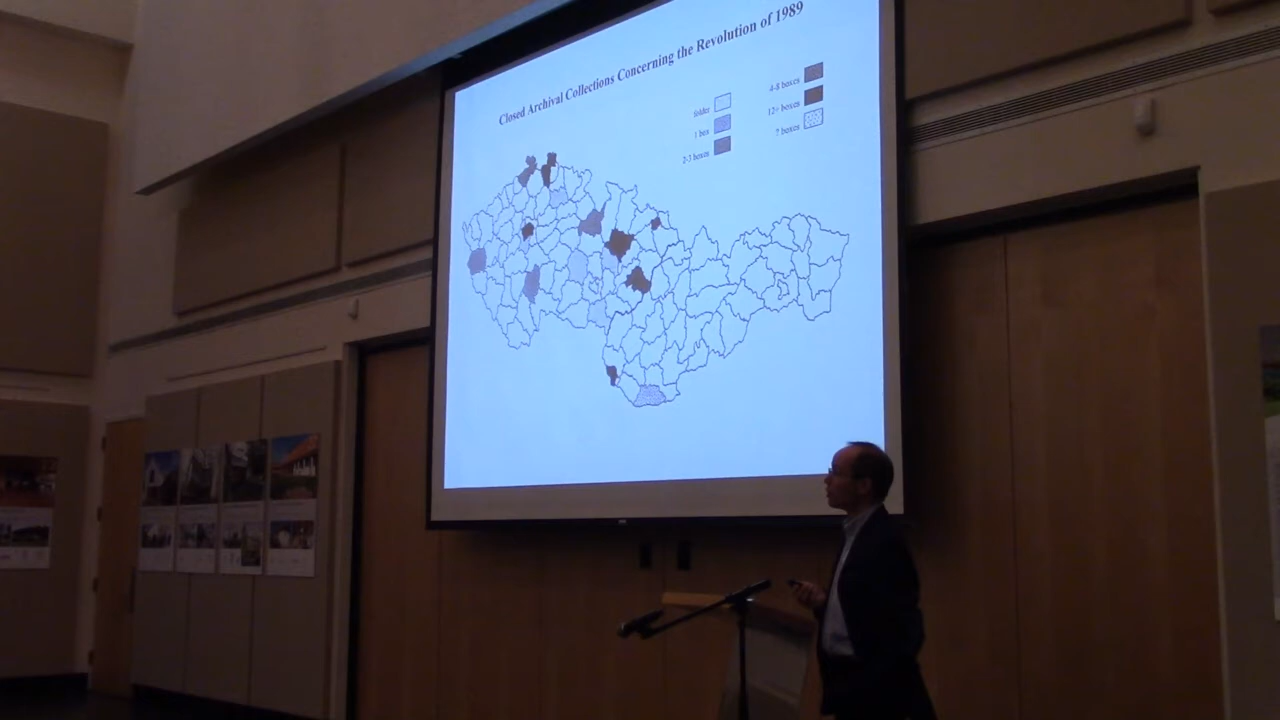 Closed Archival Collections Concerning the Revolution of 1989
folder
1 box
2-3 boxes
4-8 boxes
12+ boxes
? boxes